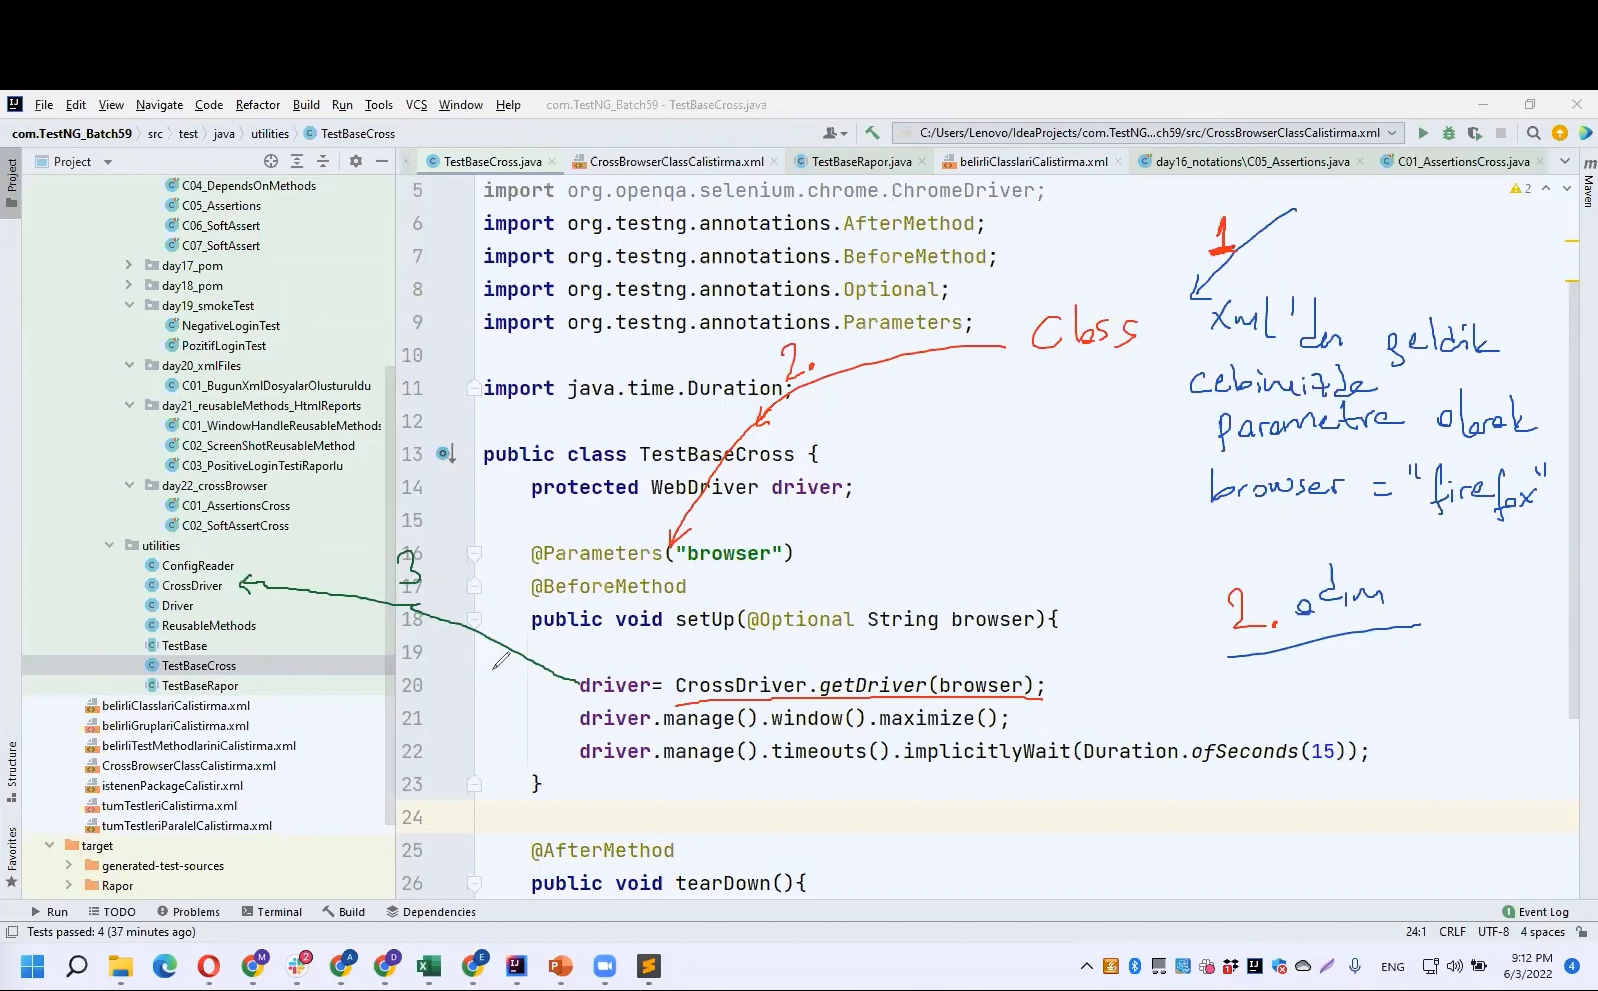 File Edit View Navigate Code Refactor Build Run Tools VCS Window Help com.TestNG_Batch59 - TestBaseCross.java
com.TestNG_Batch59 src test java utilities TestBaseCross C:/Users/Lenovo/IdeaProjects/com.TestNG...ch59/src/CrossBrowserClassCalistirma.xml
Project
TestBaseCross.java CrossBrowserClassCalistirma.xml TestBaseRapor.java belirliClasslariCalistirma.xml day16_notations\C05_Assertions.java C01_AssertionsCross.java
Project
Structure
Favorites
Maven
C04_DependsOnMethods
C05_Assertions
C06_SoftAssert
C07_SoftAssert
day17_pom
day18_pom
day19_smokeTest
NegativeLoginTest
PozitifLoginTest
day20_xmlFiles
C01_BugunXmlDosyalarOlusturuldu
day21_reusableMethods_HtmlReports
C01_WindowHandleReusableMethods
C02_ScreenShotReusableMethod
C03_PositiveLoginTestiRaporlu
day22_crossBrowser
C01_AssertionsCross
C02_SoftAssertCross
utilities
ConfigReader
CrossDriver
Driver
ReusableMethods
TestBase
TestBaseCross
TestBaseRapor
belirliClasslariCalistirma.xml
belirliGruplariCalistirma.xml
belirliTestMethodlariniCalistirma.xml
CrossBrowserClassCalistirma.xml
istenenPackageCalistir.xml
tumTestleriCalistirma.xml
tumTestleriParalelCalistirma.xml
target
generated-test-sources
Rapor
5 import org.openqa.selenium.chrome.ChromeDriver;
6 import org.testng.annotations.AfterMethod;
7 import org.testng.annotations.BeforeMethod;
8 import org.testng.annotations.Optional;
9 import org.testng.annotations.Parameters;
10
11 import java.time.Duration;
12
13 public class TestBaseCross {
14 protected WebDriver driver;
15
16 @Parameters("browser")
17 @BeforeMethod
18 public void setUp(@Optional String browser){
19
20 driver= CrossDriver.getDriver(browser);
21 driver.manage().window().maximize();
22 driver.manage().timeouts().implicitlyWait(Duration.ofSeconds(15));
23 }
24
25 @AfterMethod
26 public void tearDown(){
2
1
xml'den geldik
cebimizde
parametre olarak
browser = "firefox"
2. Class
2. adım
3
Run TODO Problems Terminal Build Dependencies 1 Event Log
Tests passed: 4 (37 minutes ago) 24:1 CRLF UTF-8 4 spaces
M 2 A D E ENG 9:12 PM
6/3/2022 4